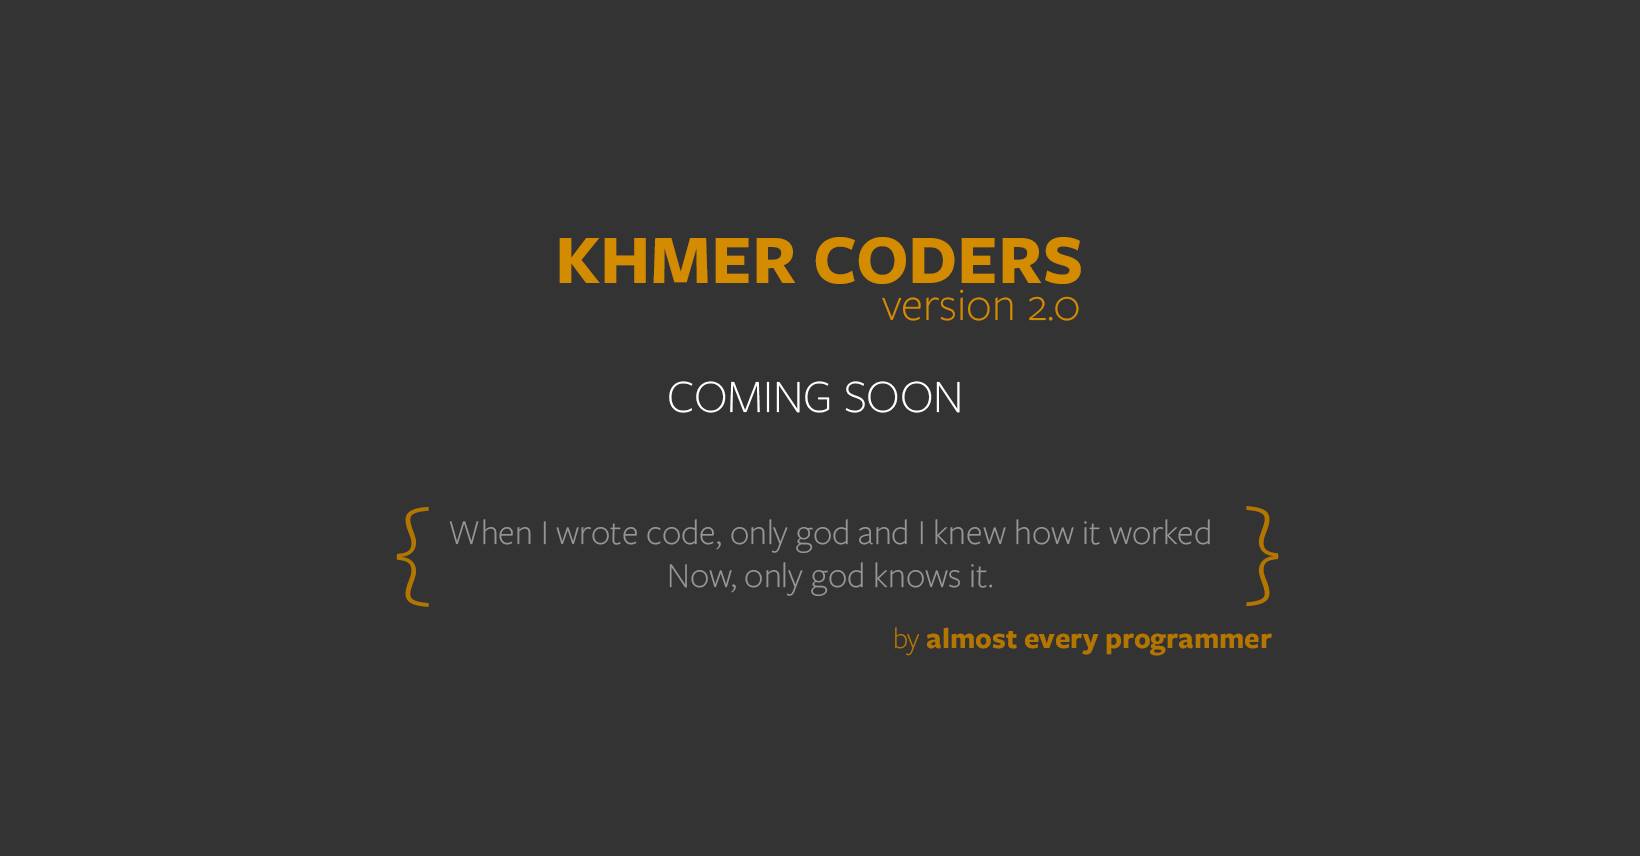 KHMER CODERS
version 2.0
COMING SOON
{ When I wrote code, only god and I knew how it worked
Now, only god knows it. }
by almost every programmer